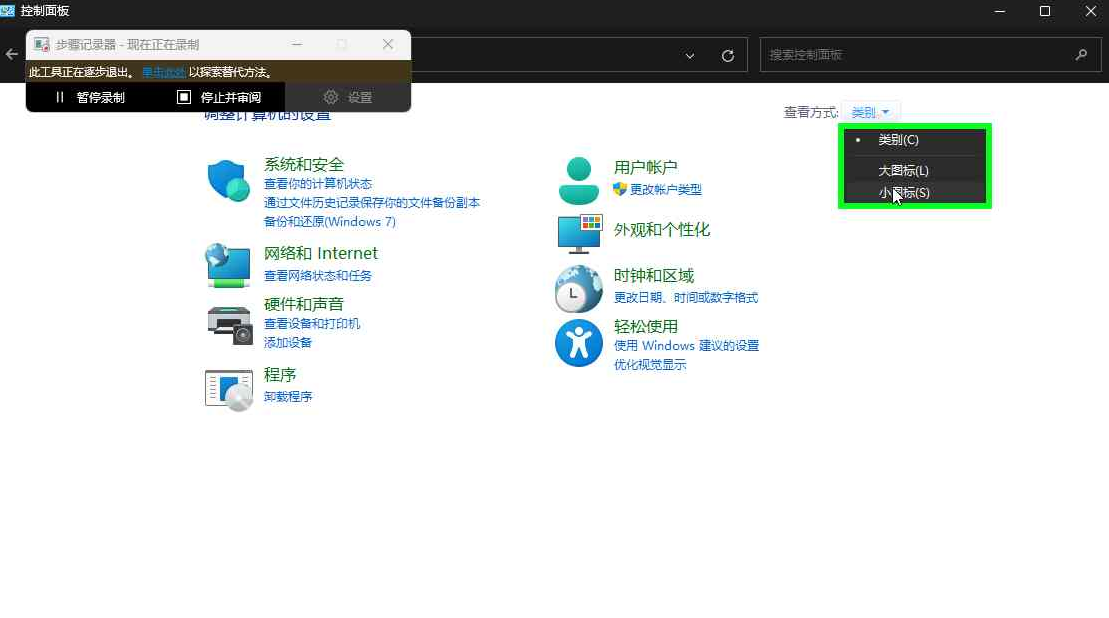 控制面板
步骤记录器 - 现在正在录制
此工具正在逐步退出。单击此处 以探索替代方法。
暂停录制 停止并审阅 设置
搜索控制面板
调整计算机的设置
查看方式: 类别
类别(C)
大图标(L)
小图标(S)
系统和安全
查看你的计算机状态
通过文件历史记录保存你的文件备份副本
备份和还原(Windows 7)
网络和 Internet
查看网络状态和任务
硬件和声音
查看设备和打印机
添加设备
程序
卸载程序
用户帐户
更改帐户类型
外观和个性化
时钟和区域
更改日期、时间或数字格式
轻松使用
使用 Windows 建议的设置
优化视觉显示